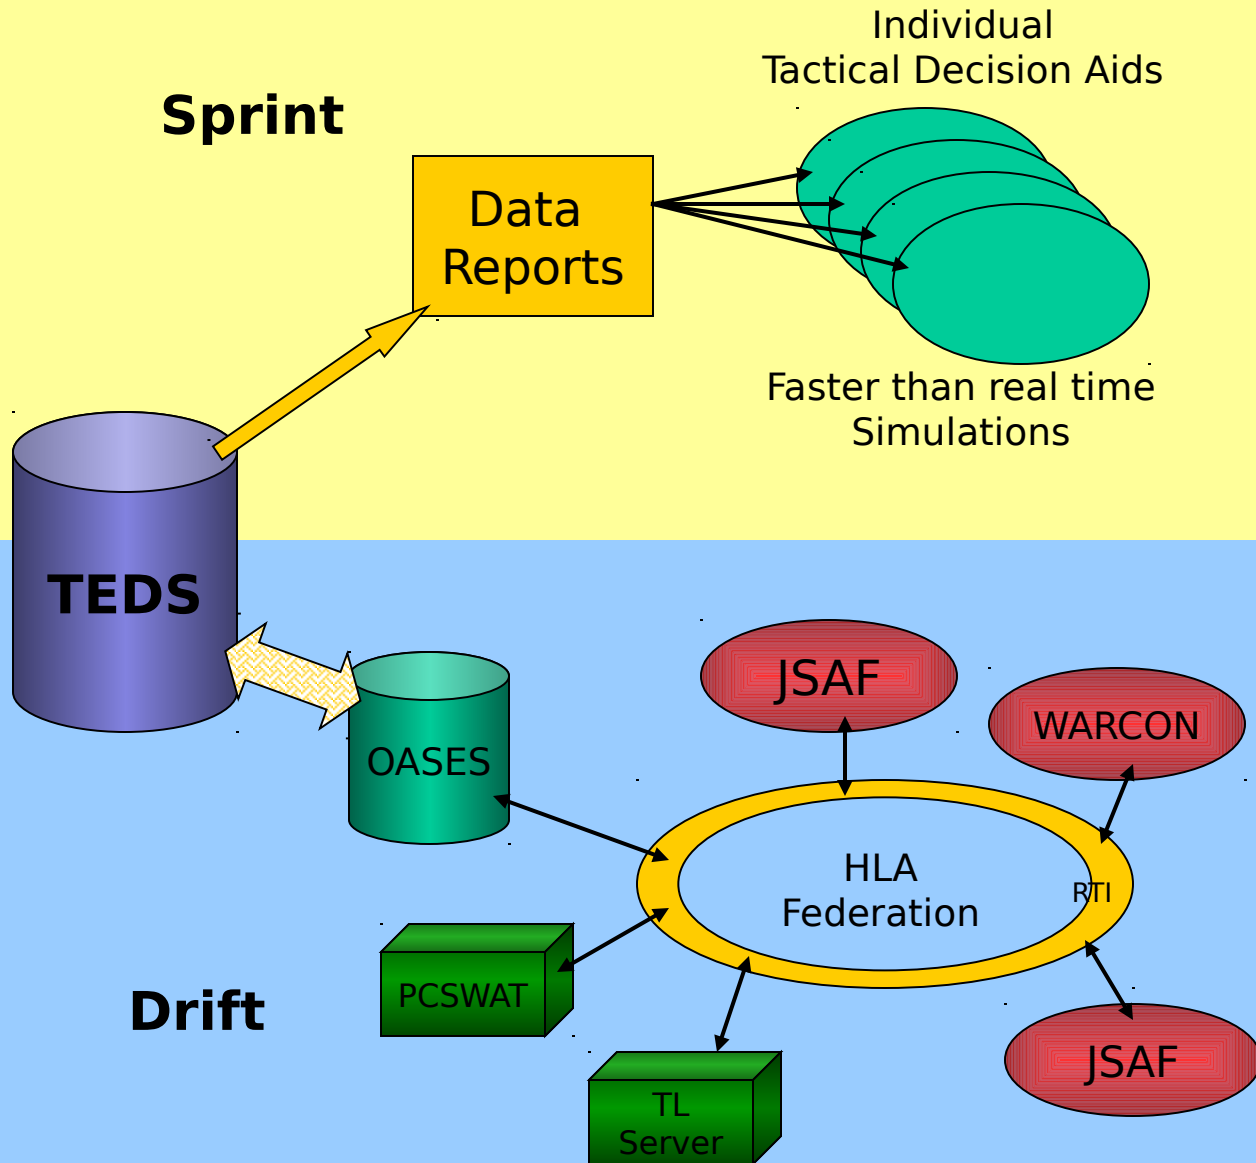 Individual
Tactical Decision Aids
Sprint
Data
Reports
Faster than real time
Simulations
TEDS
JSAF
WARCON
OASES
HLA
Federation
RTI
PCSWAT
Drift
JSAF
TL
Server